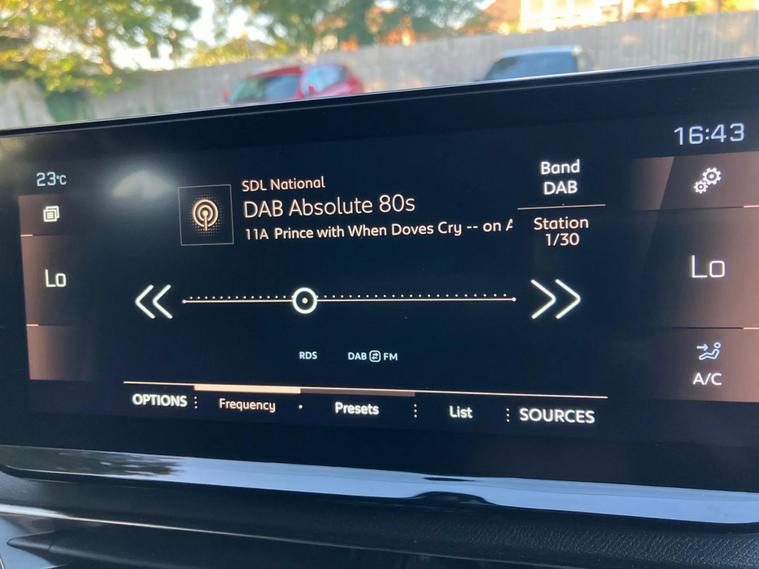 16:43
23°C
SDL National
DAB Absolute 80s
11A Prince with When Doves Cry -- on
Band
DAB
Station
1/30
Lo
Lo
RDS
DAB FM
A/C
OPTIONS
Frequency
Presets
List
SOURCES